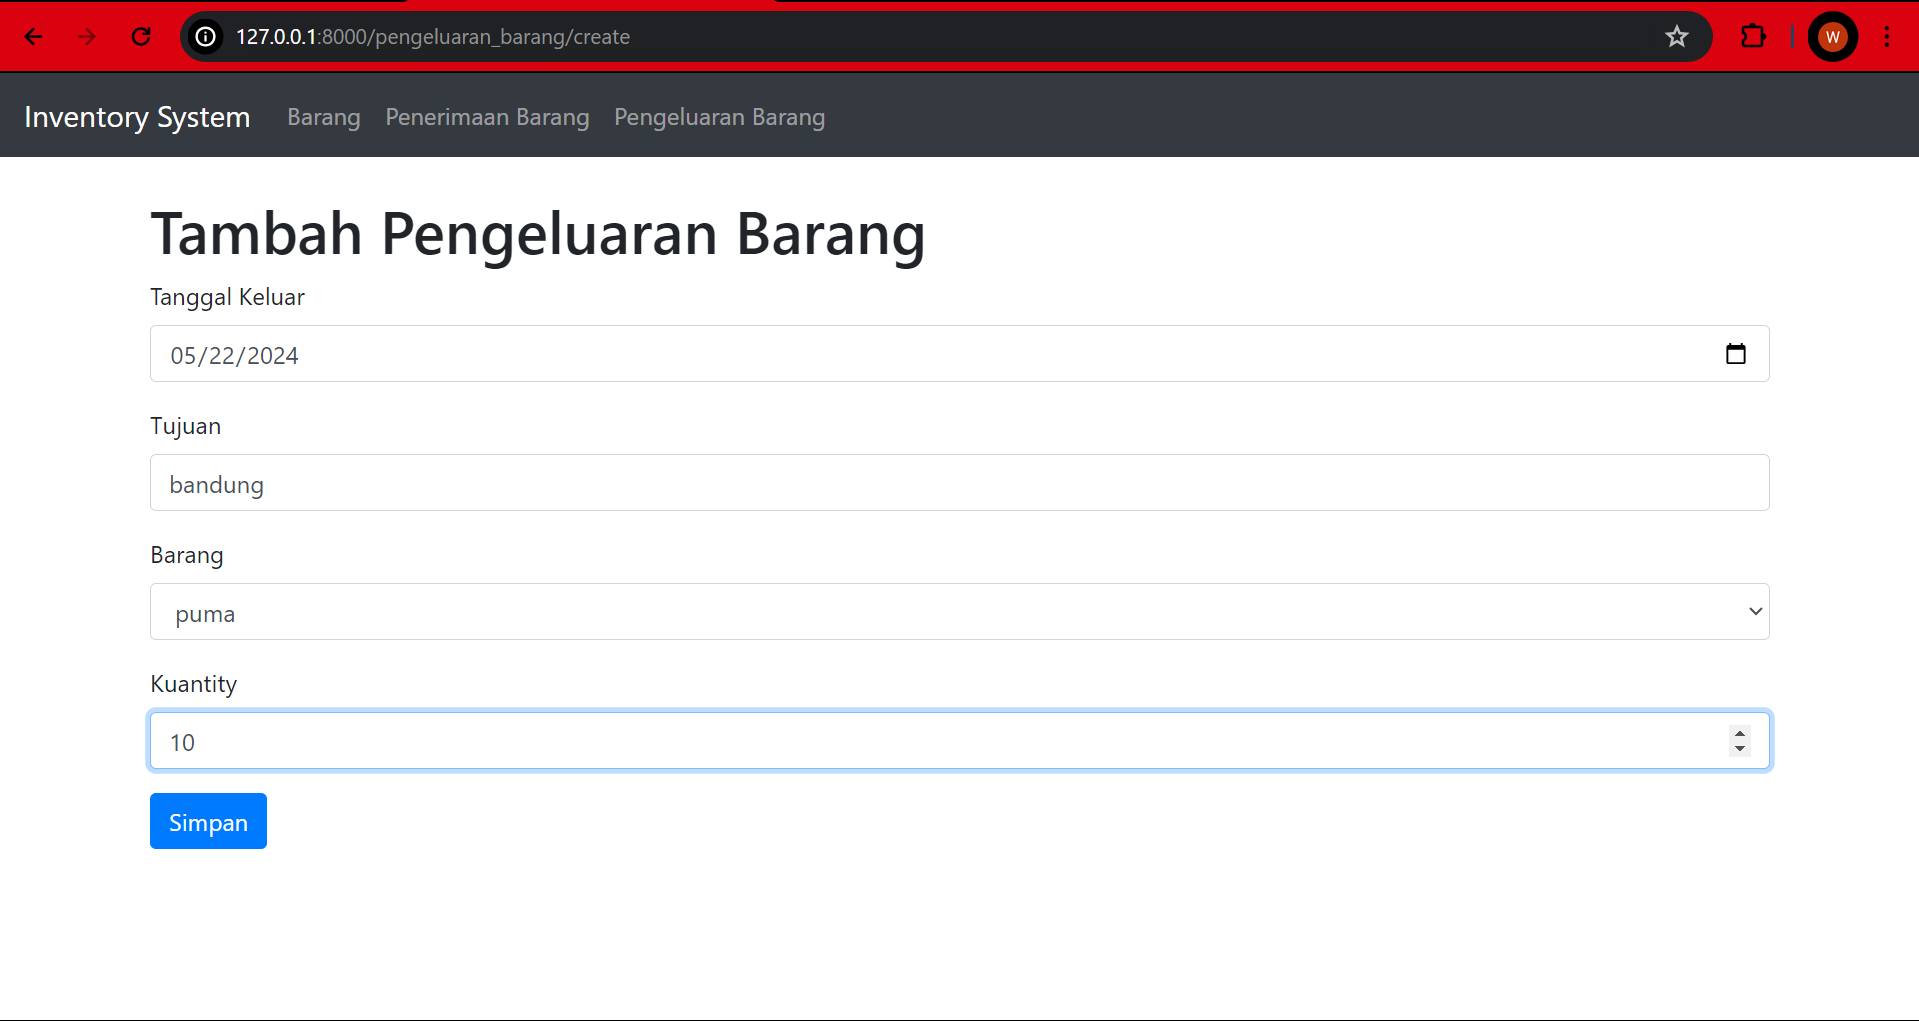 127.0.0.1:8000/pengeluaran_barang/create
W
Inventory System Barang Penerimaan Barang Pengeluaran Barang
Tambah Pengeluaran Barang
Tanggal Keluar
05/22/2024
Tujuan
bandung
Barang
puma
Kuantity
10
Simpan